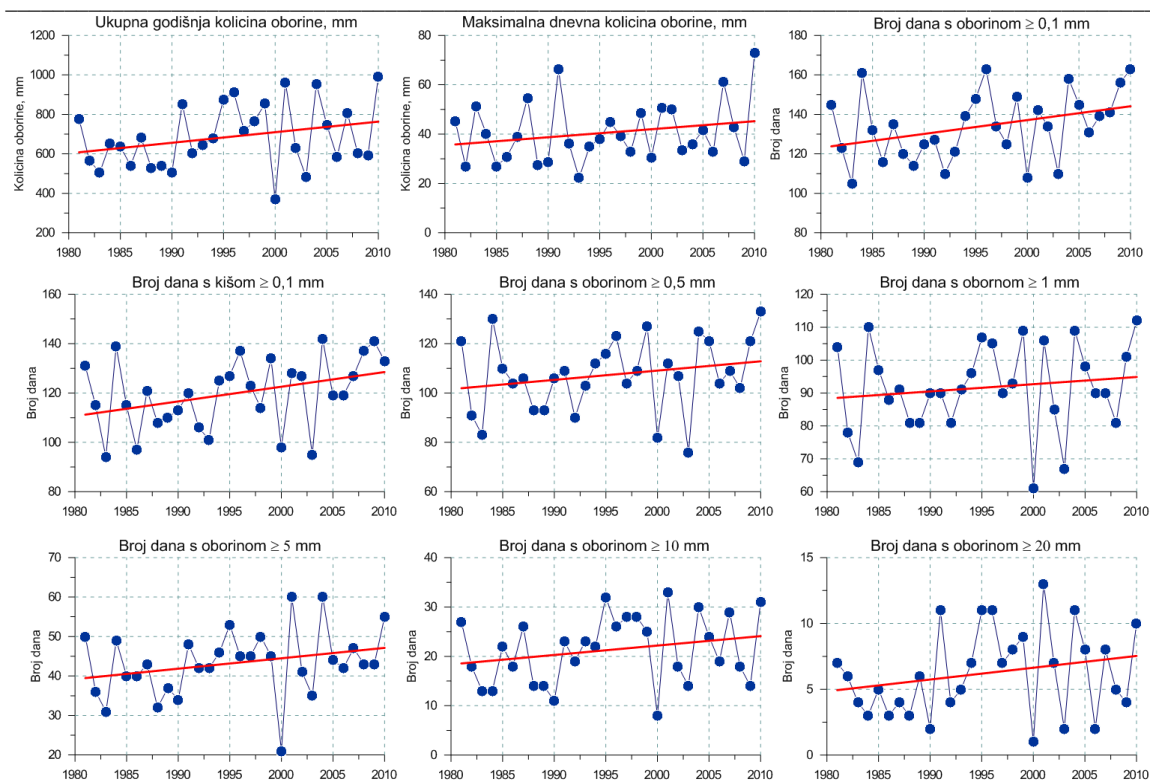 Ukupna godišnja kolicina oborine, mm
Kolicina oborine, mm
1200
1000
800
600
400
200
1980 1985 1990 1995 2000 2005 2010
Maksimalna dnevna kolicina oborine, mm
Kolicina oborine, mm
80
60
40
20
0
1980 1985 1990 1995 2000 2005 2010
Broj dana s oborinom ≥ 0,1 mm
Broj dana
180
160
140
120
100
80
1980 1985 1990 1995 2000 2005 2010
Broj dana s kišom ≥ 0,1 mm
Broj dana
160
140
120
100
80
1980 1985 1990 1995 2000 2005 2010
Broj dana s oborinom ≥ 0,5 mm
Broj dana
140
120
100
80
60
1980 1985 1990 1995 2000 2005 2010
Broj dana s obornom ≥ 1 mm
Broj dana
120
110
100
90
80
70
60
1980 1985 1990 1995 2000 2005 2010
Broj dana s oborinom ≥ 5 mm
Broj dana
70
60
50
40
30
20
1980 1985 1990 1995 2000 2005 2010
Broj dana s oborinom ≥ 10 mm
Broj dana
40
30
20
10
0
1980 1985 1990 1995 2000 2005 2010
Broj dana s oborinom ≥ 20 mm
Broj dana
15
10
5
0
1980 1985 1990 1995 2000 2005 2010